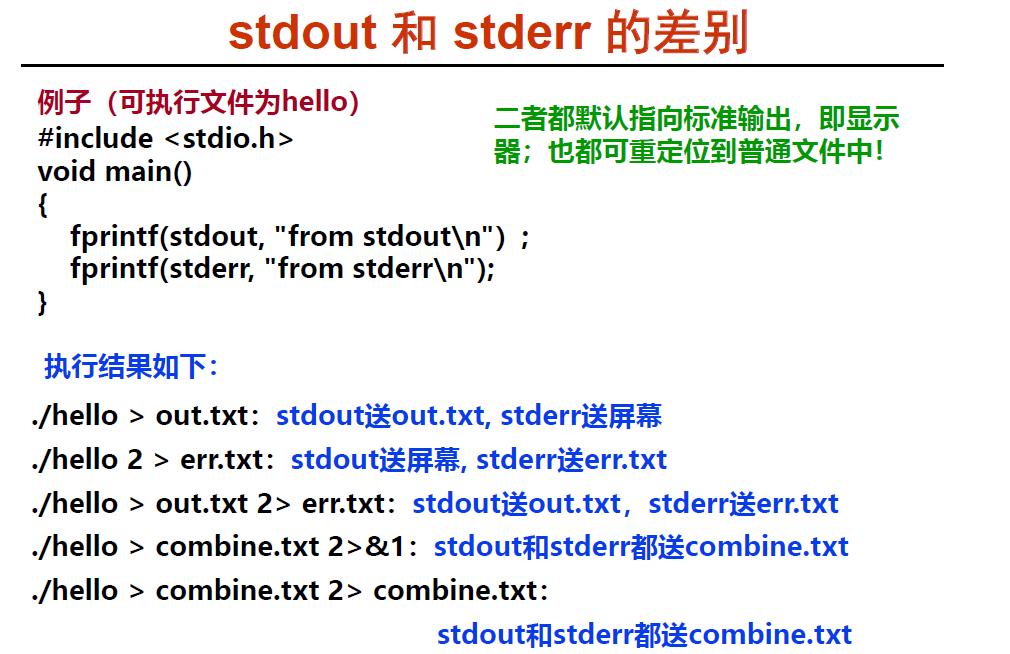 stdout 和 stderr 的差别
例子（可执行文件为hello）
#include <stdio.h>
void main()
{
fprintf(stdout, "from stdout\n") ;
fprintf(stderr, "from stderr\n");
}
二者都默认指向标准输出，即显示
器；也都可重定位到普通文件中！
执行结果如下：
./hello > out.txt：stdout送out.txt, stderr送屏幕
./hello 2 > err.txt：stdout送屏幕, stderr送err.txt
./hello > out.txt 2> err.txt：stdout送out.txt，stderr送err.txt
./hello > combine.txt 2>&1：stdout和stderr都送combine.txt
./hello > combine.txt 2> combine.txt：
stdout和stderr都送combine.txt